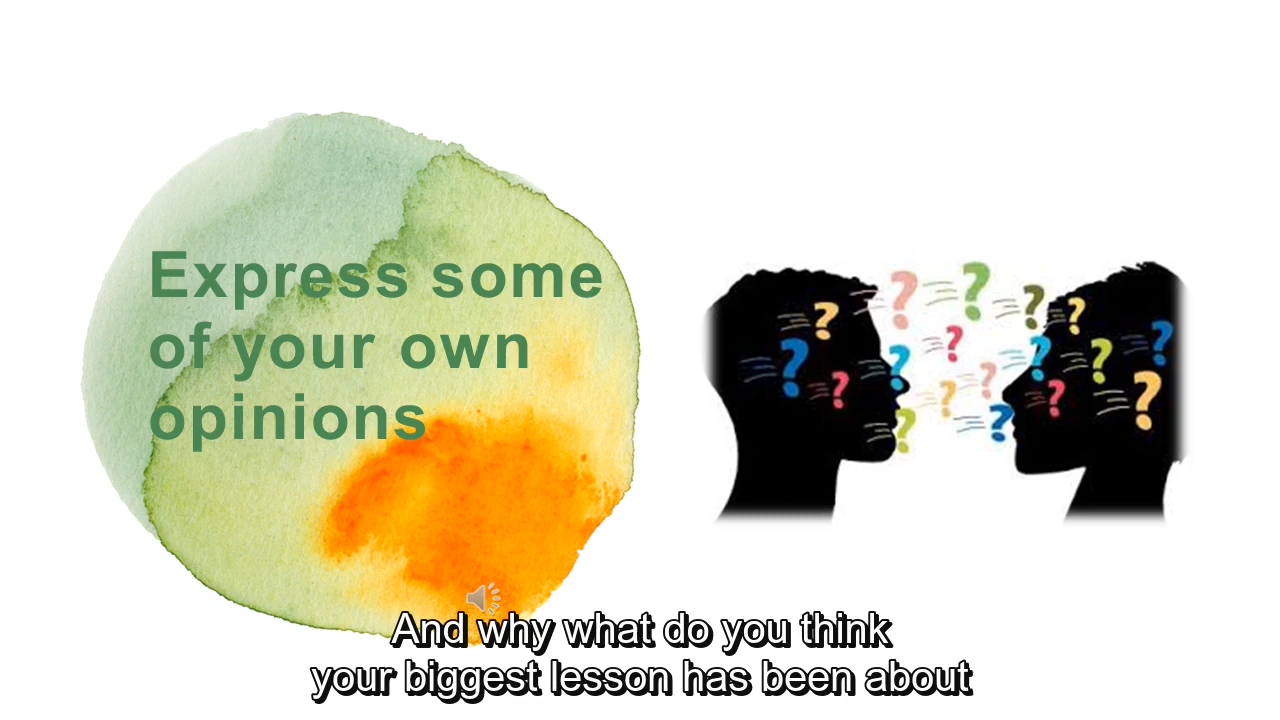 Express some
of your own
opinions
And why what do you think
your biggest lesson has been about